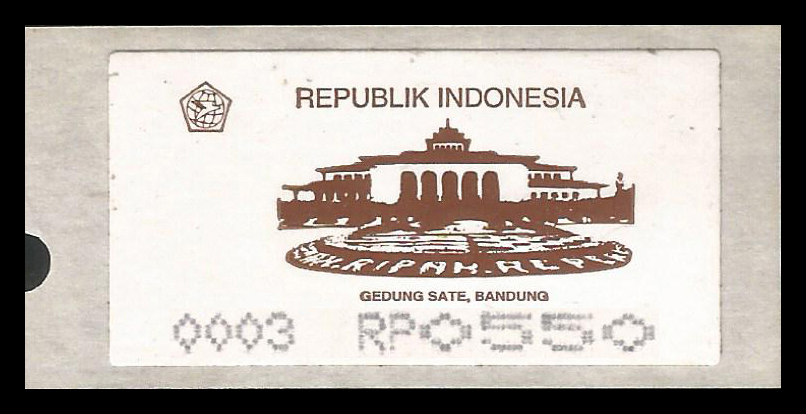 REPUBLIK INDONESIA
GEDUNG SATE, BANDUNG
0003 RP0550